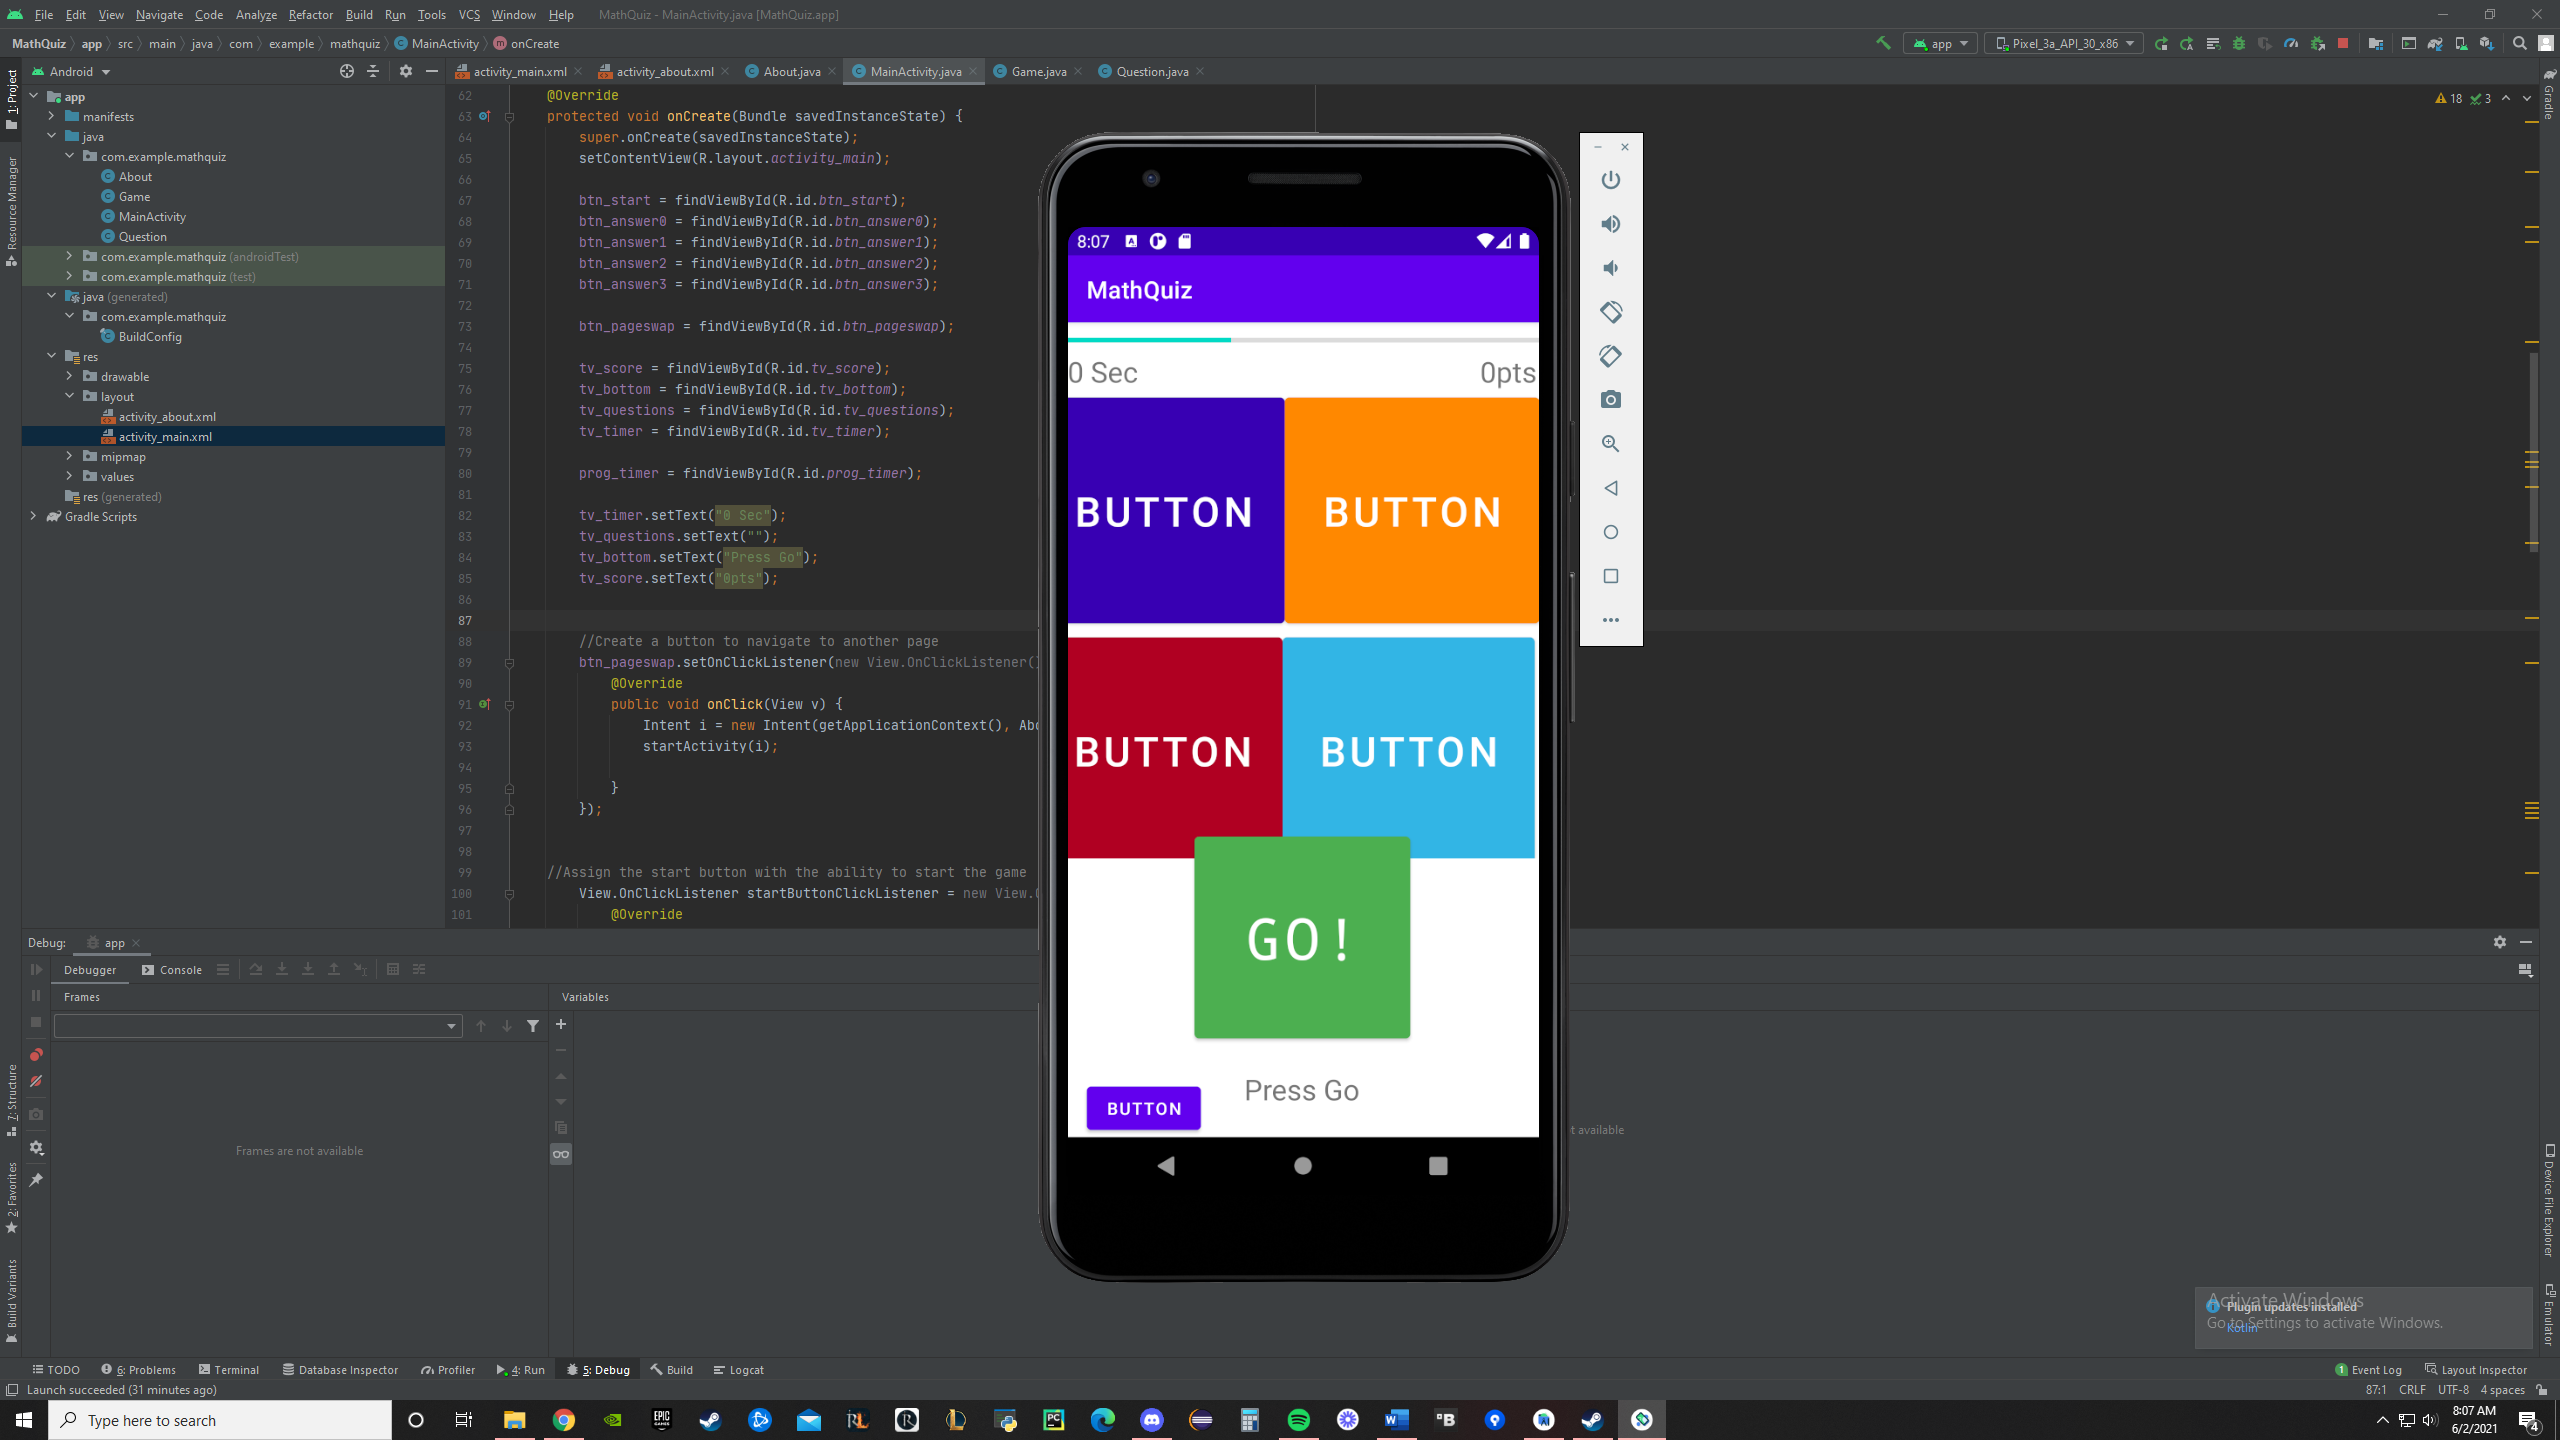 File Edit View Navigate Code Analyze Refactor Build Run Tools VCS Window Help MathQuiz - MainActivity.java [MathQuiz.app]
MathQuiz app src main java com example mathquiz MainActivity onCreate app Pixel_3a_API_30_x86
Android activity_main.xml activity_about.xml About.java MainActivity.java Game.java Question.java
1: Project
Resource Manager
7: Structure
2: Favorites
Build Variants
Gradle
Device File Explorer
Emulator
app
manifests
java
com.example.mathquiz
About
Game
MainActivity
Question
com.example.mathquiz (androidTest)
com.example.mathquiz (test)
java (generated)
com.example.mathquiz
BuildConfig
res
drawable
layout
activity_about.xml
activity_main.xml
mipmap
values
res (generated)
Gradle Scripts
18 3
62 @Override
63 protected void onCreate(Bundle savedInstanceState) {
64 super.onCreate(savedInstanceState);
65 setContentView(R.layout.activity_main);
66
67 btn_start = findViewById(R.id.btn_start);
68 btn_answer0 = findViewById(R.id.btn_answer0);
69 btn_answer1 = findViewById(R.id.btn_answer1);
70 btn_answer2 = findViewById(R.id.btn_answer2);
71 btn_answer3 = findViewById(R.id.btn_answer3);
72
73 btn_pageswap = findViewById(R.id.btn_pageswap);
74
75 tv_score = findViewById(R.id.tv_score);
76 tv_bottom = findViewById(R.id.tv_bottom);
77 tv_questions = findViewById(R.id.tv_questions);
78 tv_timer = findViewById(R.id.tv_timer);
79
80 prog_timer = findViewById(R.id.prog_timer);
81
82 tv_timer.setText("0 Sec");
83 tv_questions.setText("");
84 tv_bottom.setText("Press Go");
85 tv_score.setText("0pts");
86
87
88 //Create a button to navigate to another page
89 btn_pageswap.setOnClickListener(new View.OnClickListener()
90 @Override
91 public void onClick(View v) {
92 Intent i = new Intent(getApplicationContext(), Abo
93 startActivity(i);
94
95 }
96 });
97
98
99 //Assign the start button with the ability to start the game
100 View.OnClickListener startButtonClickListener = new View.
101 @Override
8:07
MathQuiz
0 Sec 0pts
BUTTON BUTTON
BUTTON BUTTON
GO!
Press Go
BUTTON
Debug: app
Debugger Console
Frames Variables
Frames are not available
t available
Activate Windows
Go to Settings to activate Windows.
Plugin updates installed
Kotlin
TODO 6: Problems Terminal Database Inspector Profiler 4: Run 5: Debug Build Logcat 1 Event Log Layout Inspector
Launch succeeded (31 minutes ago) 87:1 CRLF UTF-8 4 spaces
Type here to search
EPIC GAMES
RL
R
PC
B
8:07 AM
6/2/2021
4